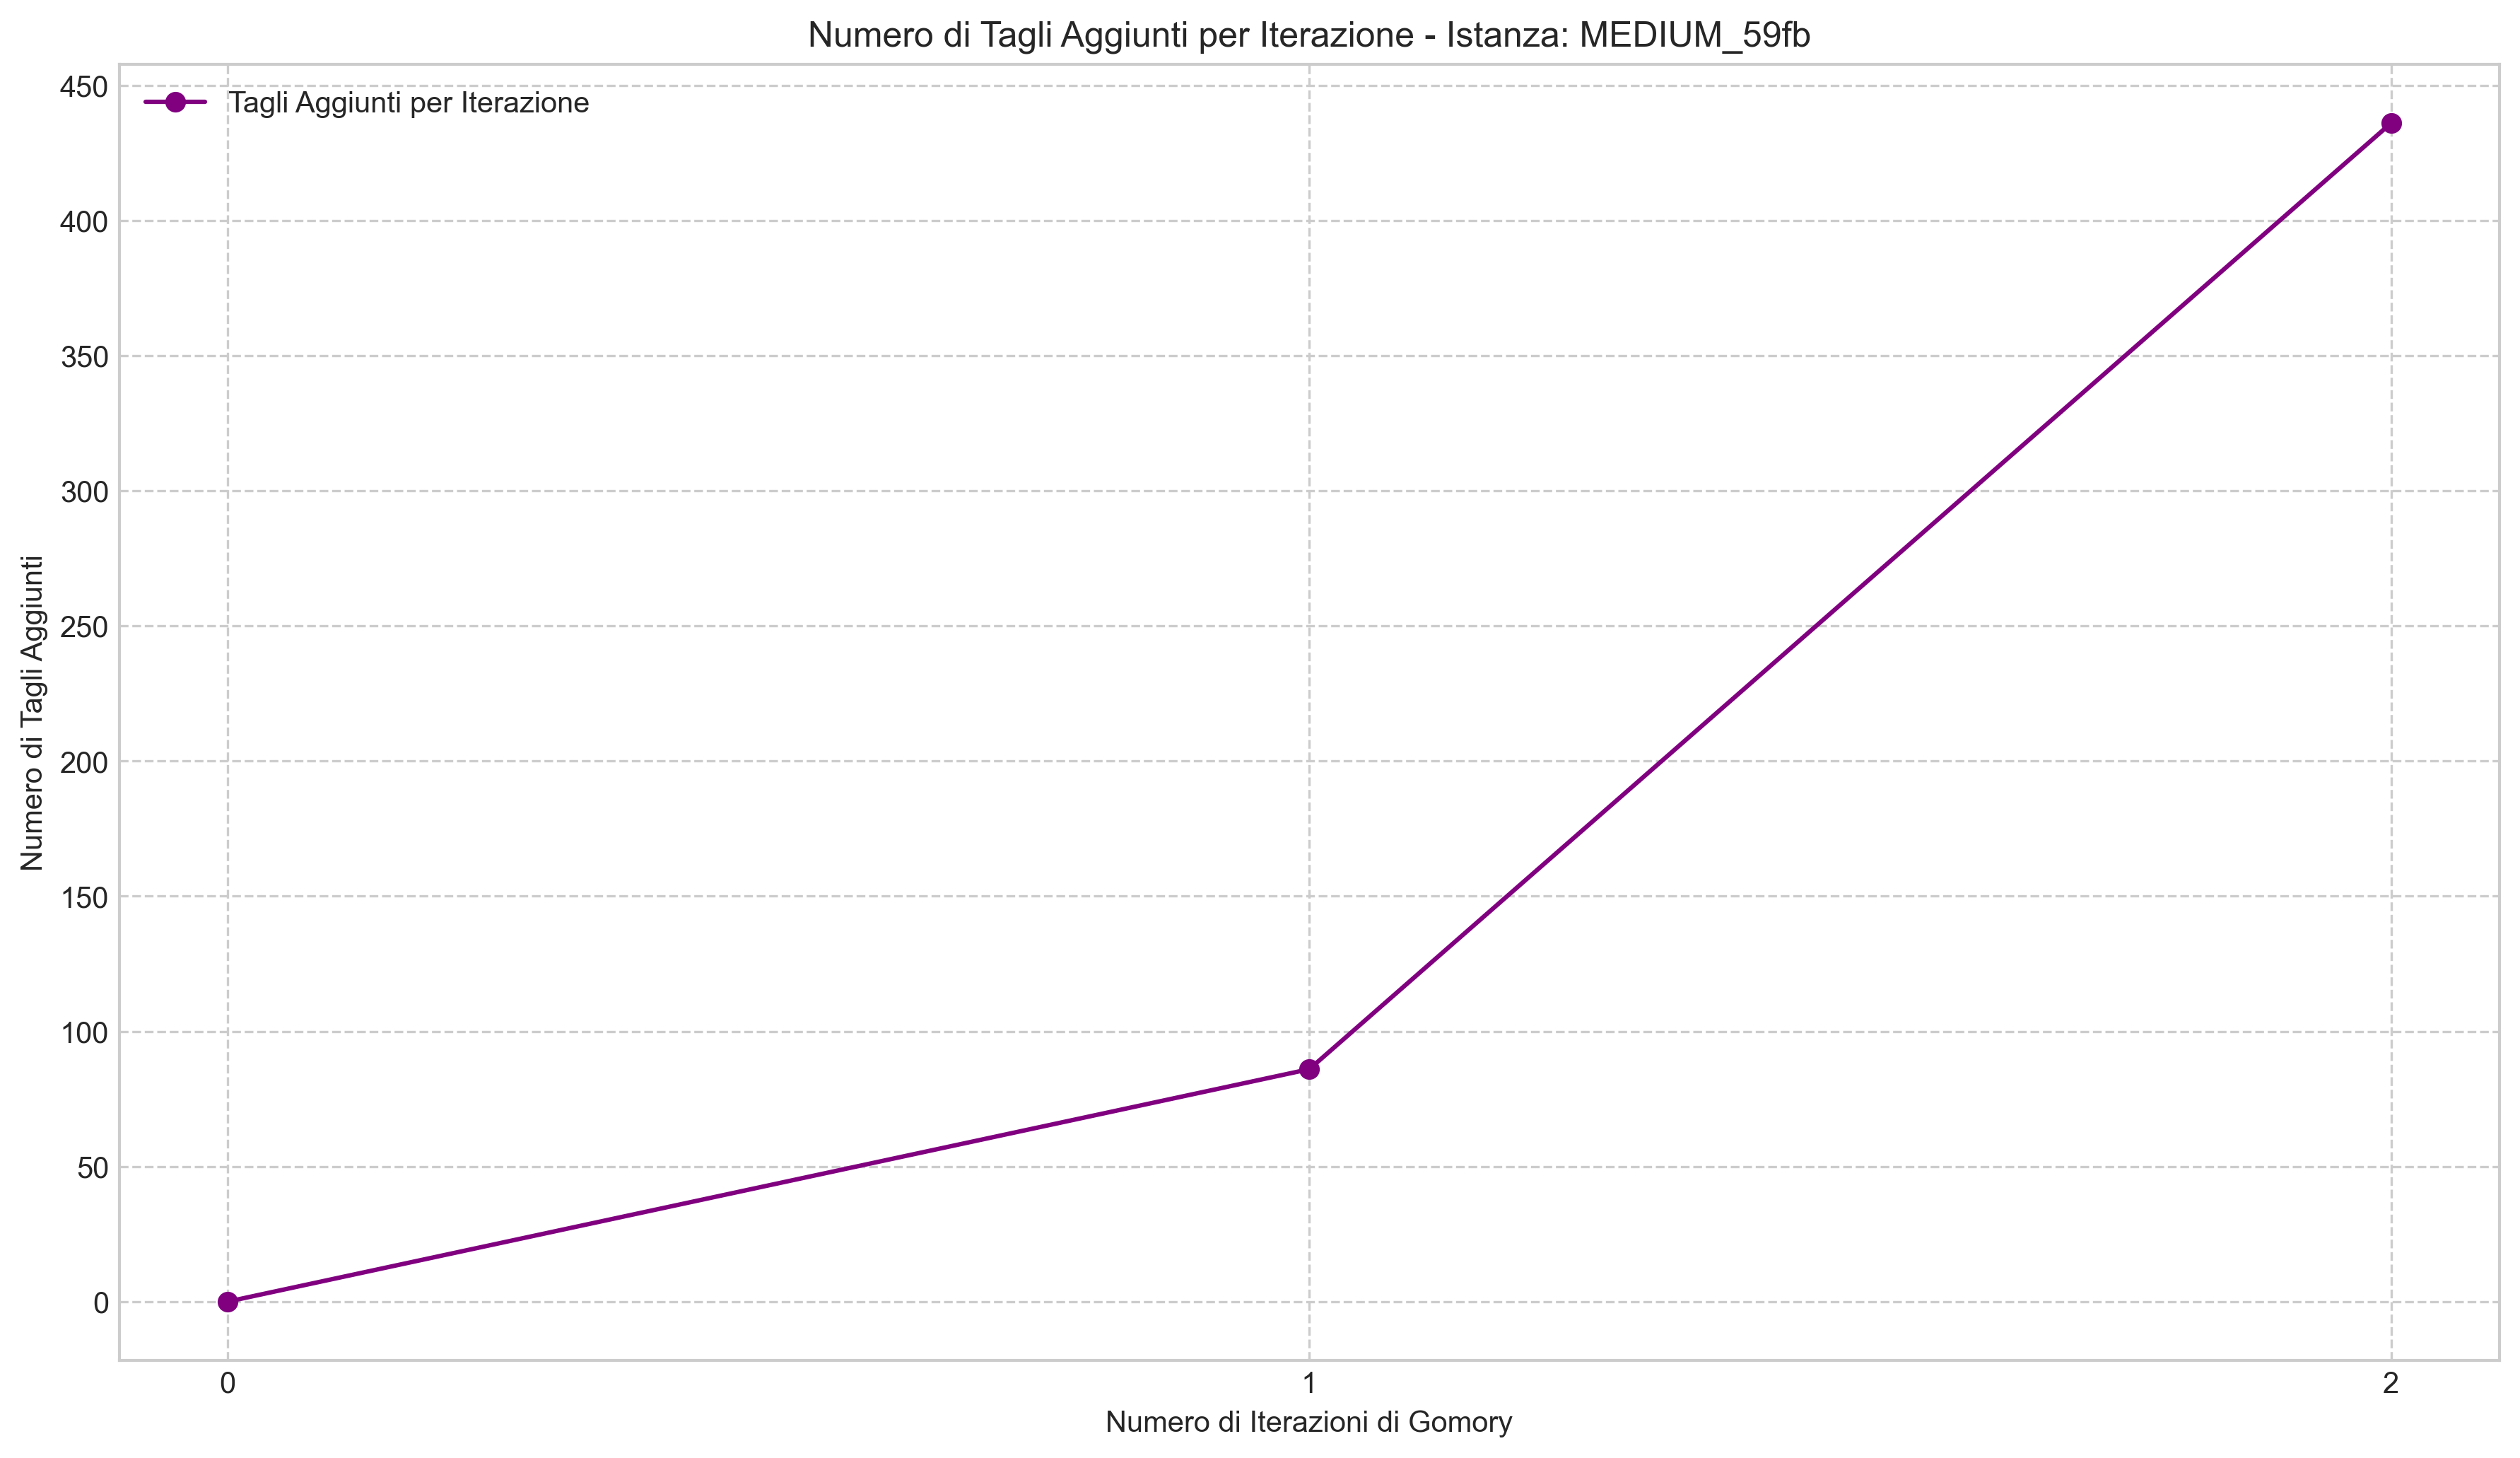 Numero di Tagli Aggiunti per Iterazione - Istanza: MEDIUM_59fb
Tagli Aggiunti per Iterazione
Numero di Tagli Aggiunti
450
400
350
300
250
200
150
100
50
0
0 1 2
Numero di Iterazioni di Gomory